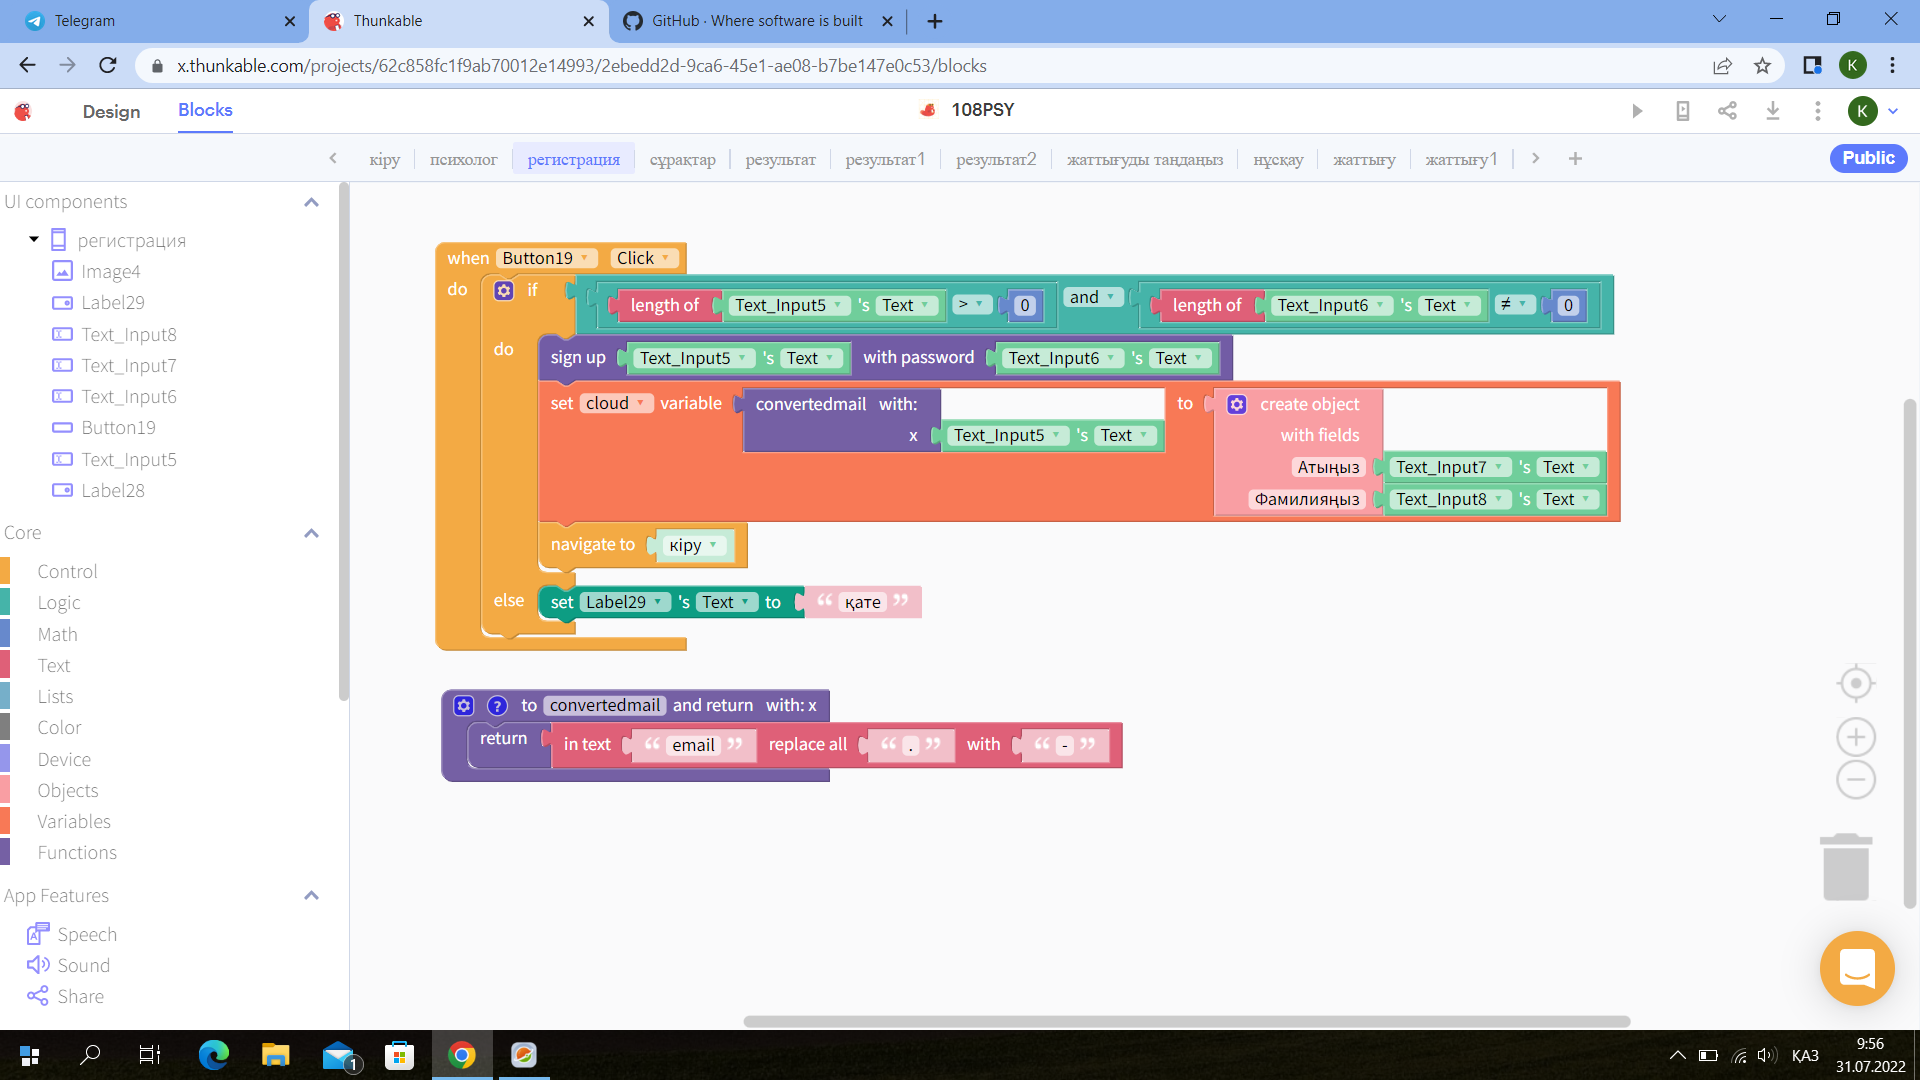 Telegram
Thunkable
GitHub · Where software is built
x.thunkable.com/projects/62c858fc1f9ab70012e14993/2ebedd2d-9ca6-45e1-ae08-b7be147e0c53/blocks
K
Design
Blocks
108PSY
K
кіру
психолог
регистрация
сұрақтар
результат
результат1
результат2
жаттығуды таңдаңыз
нұсқау
жаттығу
жаттығу1
Public
UI components
регистрация
Image4
Label29
Text_Input8
Text_Input7
Text_Input6
Button19
Text_Input5
Label28
Core
Control
Logic
Math
Text
Lists
Color
Device
Objects
Variables
Functions
App Features
Speech
Sound
Share
when Button19 Click
do if length of Text_Input5 's Text > 0 and length of Text_Input6 's Text ≠ 0
do sign up Text_Input5 's Text with password Text_Input6 's Text
set cloud variable convertedmail with: to create object
x Text_Input5 's Text with fields
Атыңыз Text_Input7 's Text
Фамилияңыз Text_Input8 's Text
navigate to кіру
else set Label29 's Text to “ қате ”
? to convertedmail and return with: x
return in text “ email ” replace all “ . ” with “ - ”
1
ҚАЗ
9:56
31.07.2022